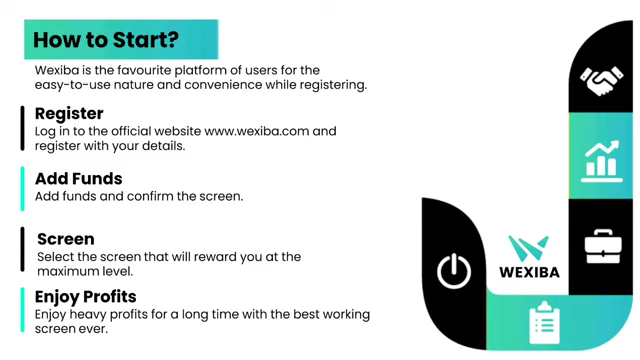 How to Start?
Wexiba is the favourite platform of users for the
easy-to-use nature and convenience while registering.
Register
Log in to the official website www.wexiba.com and
register with your details.
Add Funds
Add funds and confirm the screen.
Screen
Select the screen that will reward you at the
maximum level.
Enjoy Profits
Enjoy heavy profits for a long time with the best working
screen ever.
WEXIBA